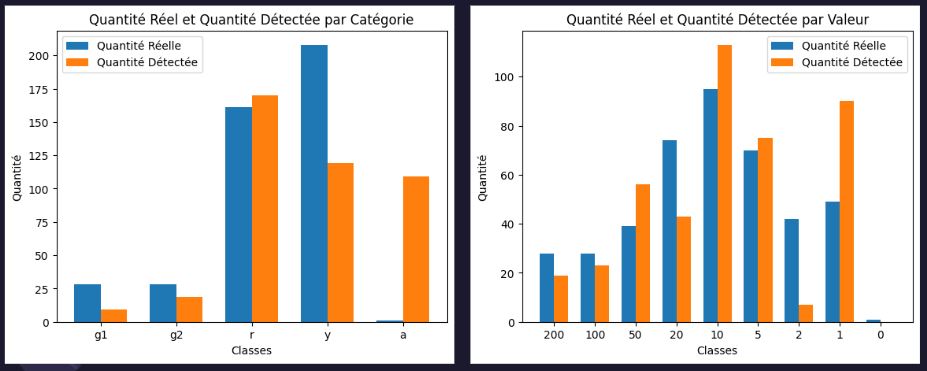 Quantité Réel et Quantité Détectée par Catégorie
Quantité Réelle
Quantité Détectée
Quantité
200
175
150
125
100
75
50
25
0
g1 g2 r y a
Classes
Quantité Réel et Quantité Détectée par Valeur
Quantité Réelle
Quantité Détectée
Quantité
100
80
60
40
20
0
200 100 50 20 10 5 2 1 0
Classes